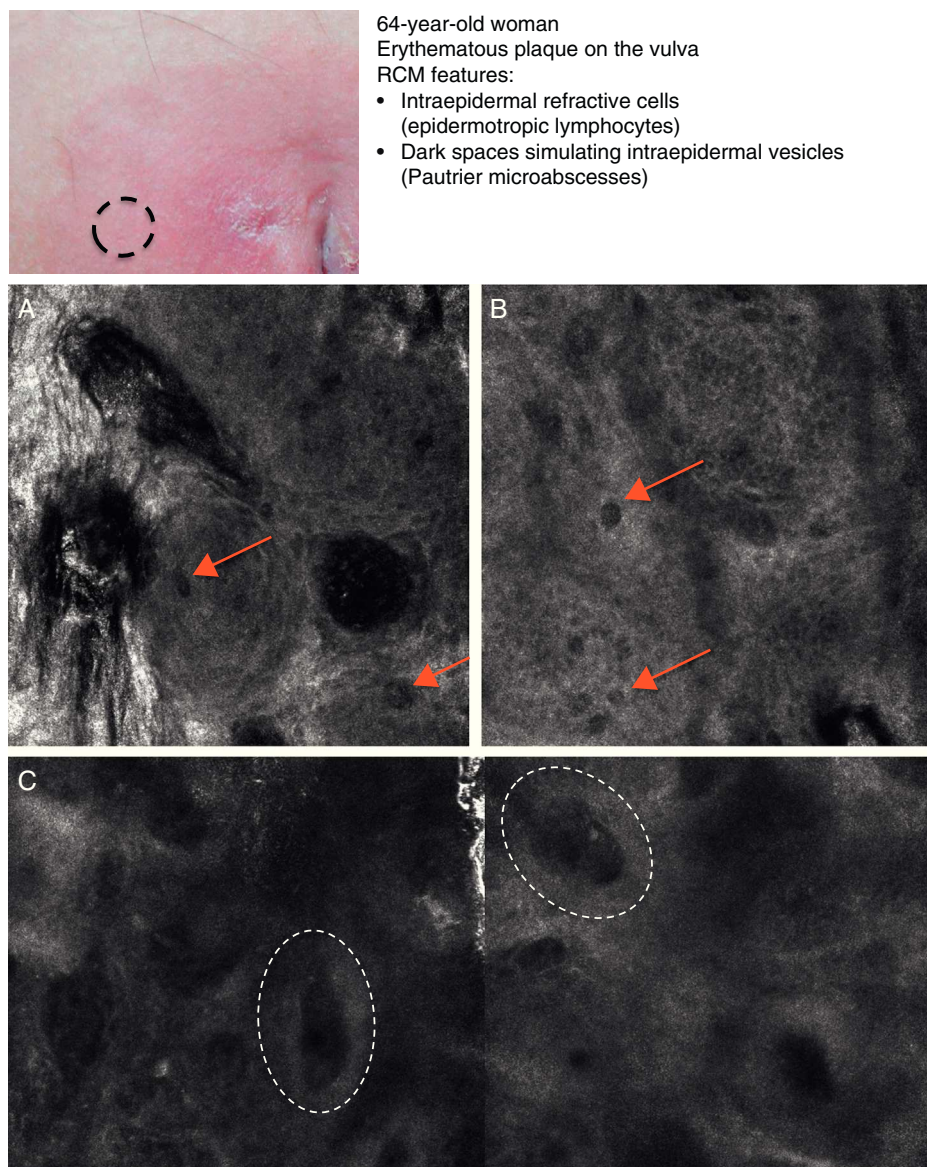 64-year-old woman
Erythematous plaque on the vulva
RCM features:
• Intraepidermal refractive cells
(epidermotropic lymphocytes)
• Dark spaces simulating intraepidermal vesicles
(Pautrier microabscesses)
A
B
C